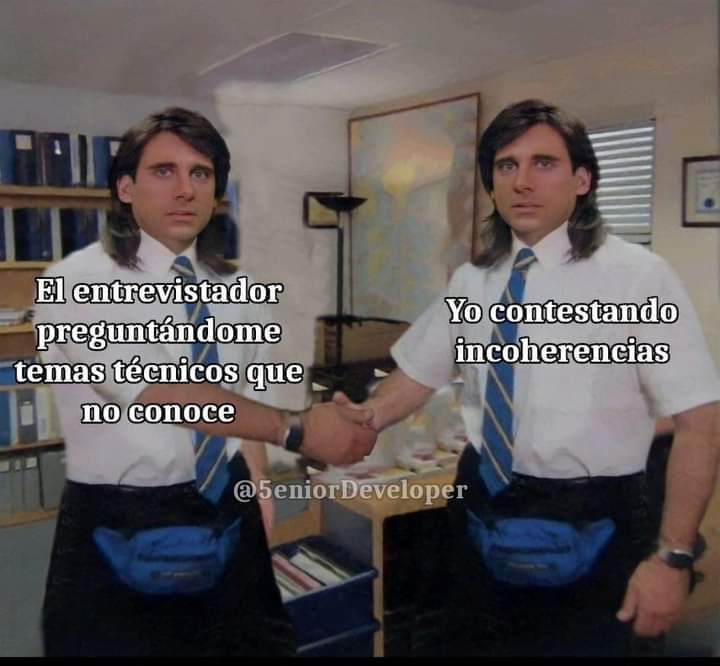 El entrevistador
preguntándome
temas técnicos que
no conoce
Yo contestando
incoherencias
@5eniorDeveloper